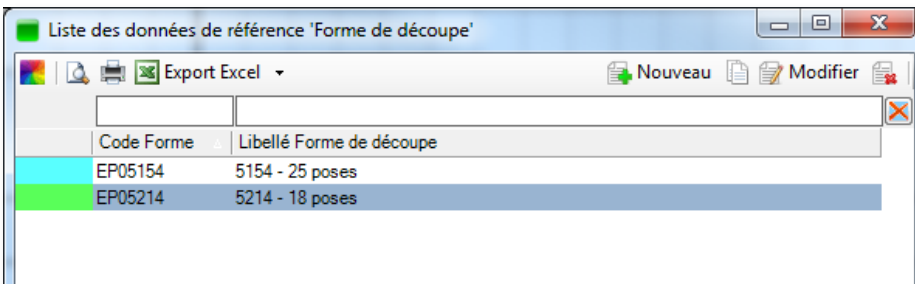 Liste des données de référence 'Forme de découpe'
Export Excel Nouveau Modifier
Code Forme Libellé Forme de découpe
EP05154 5154 - 25 poses
EP05214 5214 - 18 poses